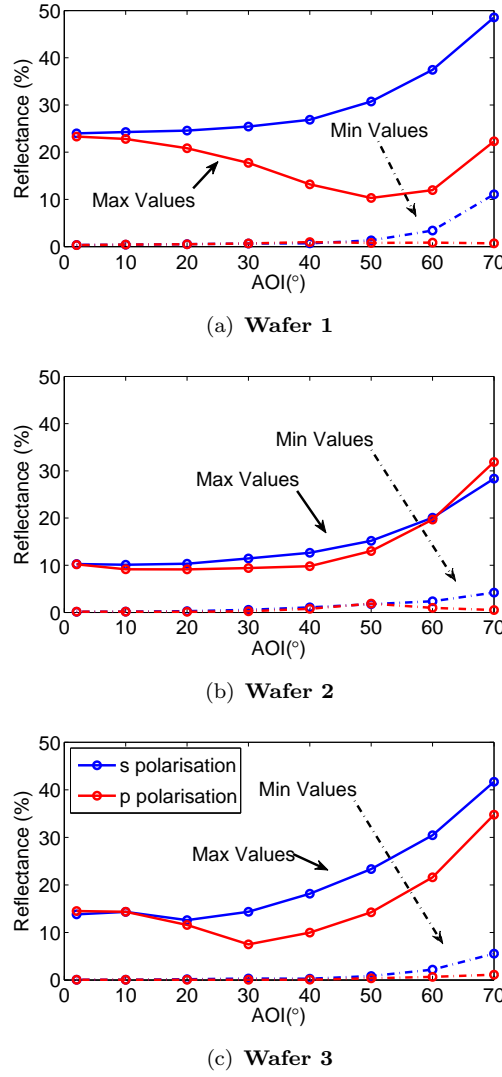 50
40
30
20
10
0
Reflectance (%)
Min Values
Max Values
0 10 20 30 40 50 60 70
AOI(°)
(a) Wafer 1
50
40
30
20
10
0
Reflectance (%)
Min Values
Max Values
0 10 20 30 40 50 60 70
AOI(°)
(b) Wafer 2
50
40
30
20
10
0
Reflectance (%)
s polarisation
p polarisation
Min Values
Max Values
0 10 20 30 40 50 60 70
AOI(°)
(c) Wafer 3